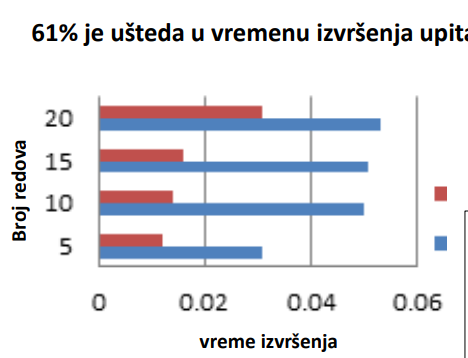 61% je ušteda u vremenu izvršenja upita
20
15
10
5
Broj redova
0 0.02 0.04 0.06
vreme izvršenja